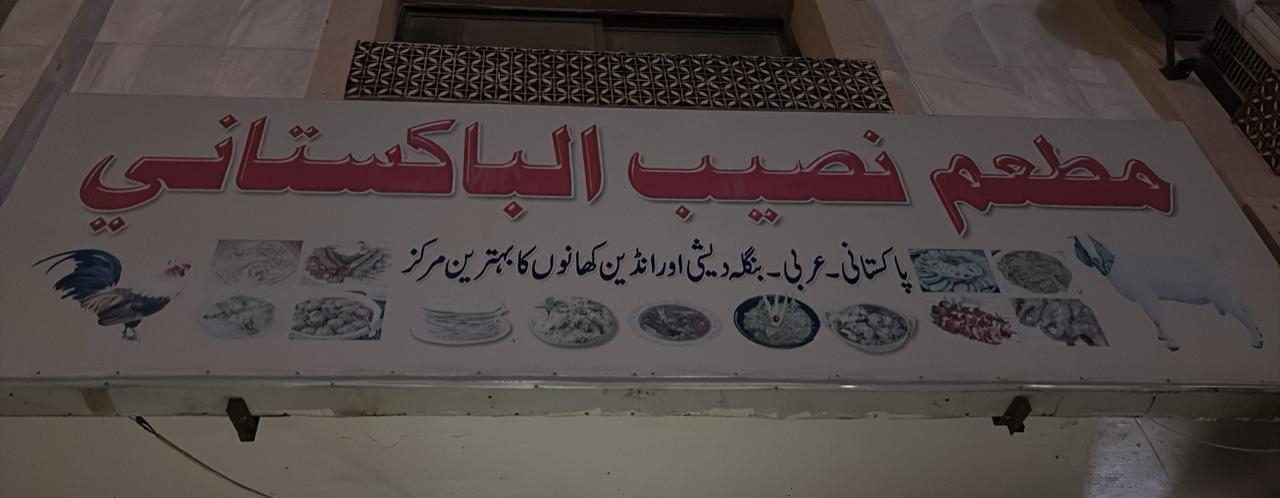 مطعم نصيب الباكستاني
پاکستانی۔ عربی۔ بنگلہ دیشی اور انڈین کھانوں کا بہترین مرکز